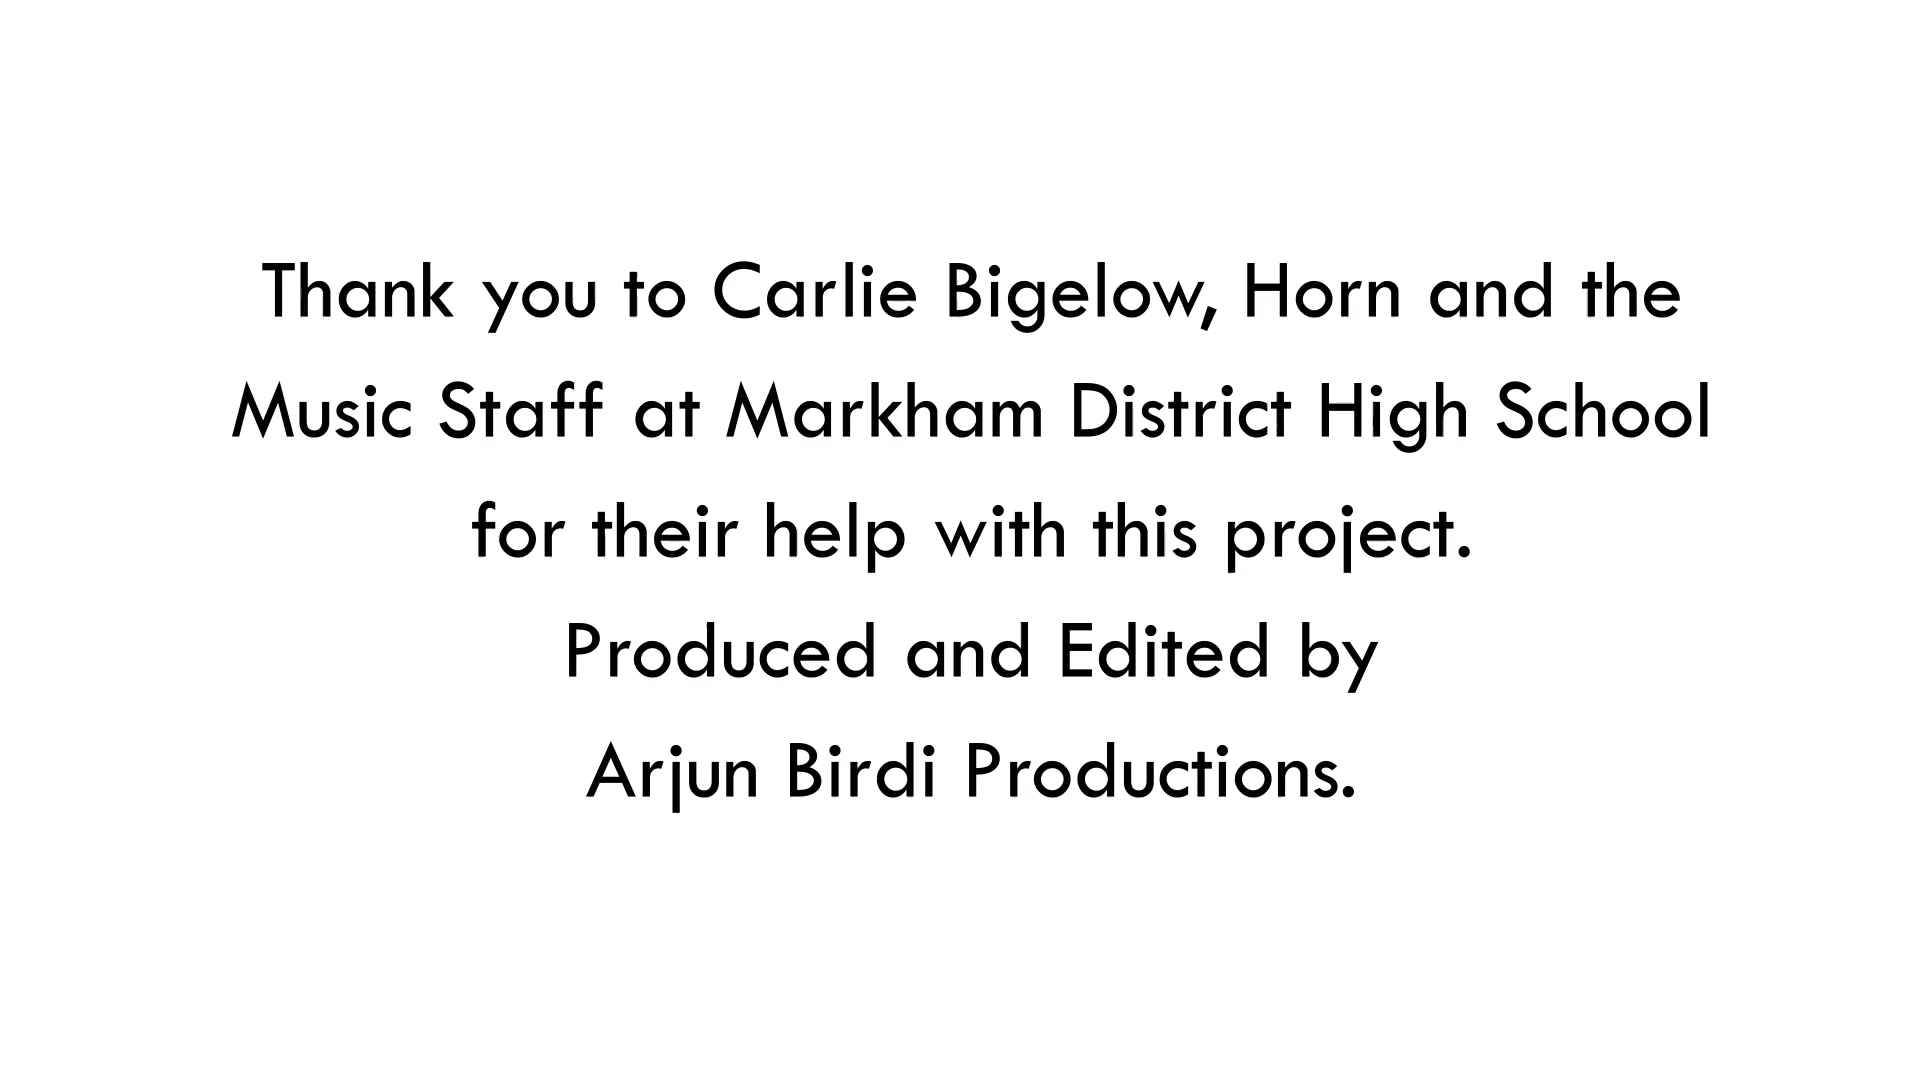 Thank you to Carlie Bigelow, Horn and the
Music Staff at Markham District High School
for their help with this project.
Produced and Edited by
Arjun Birdi Productions.